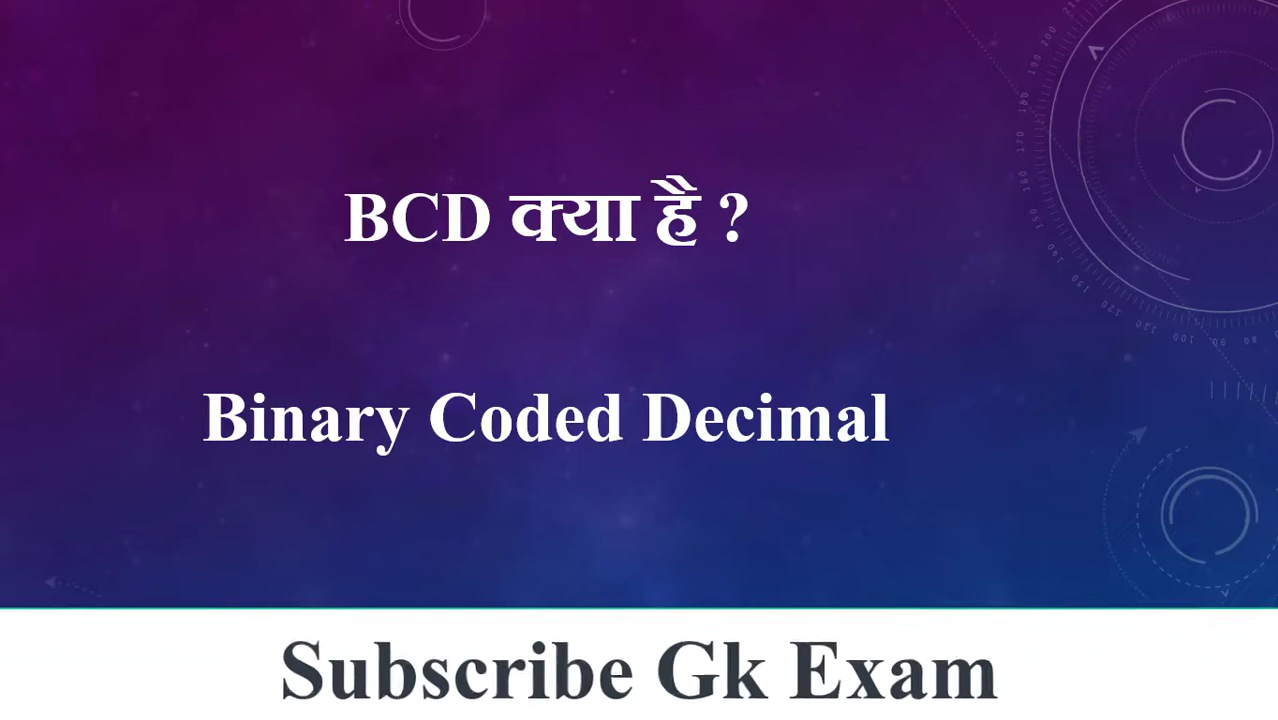 BCD क्या है ?
Binary Coded Decimal
Subscribe Gk Exam